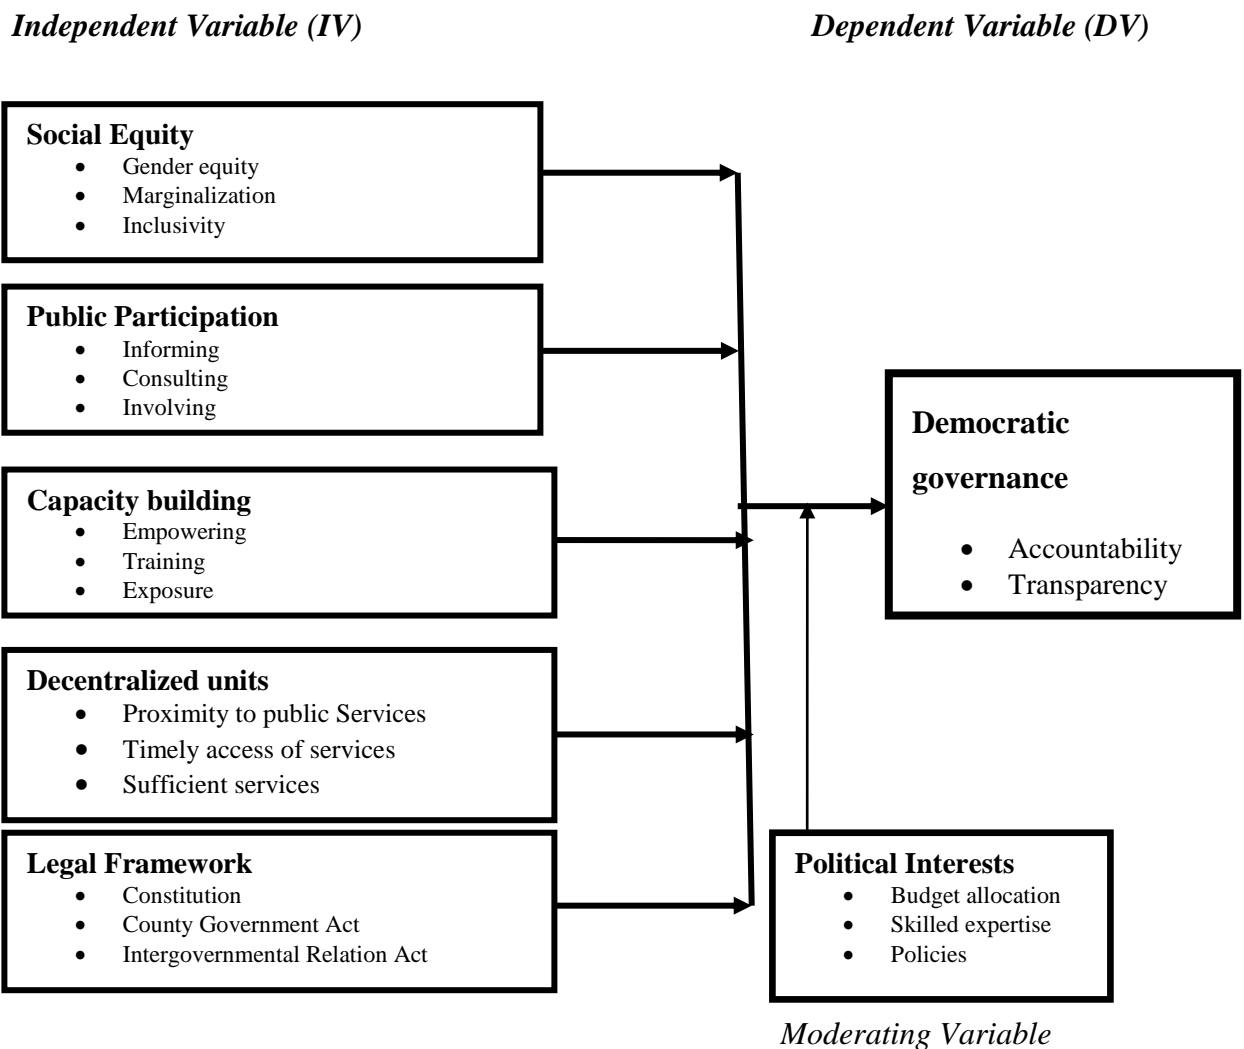 Independent Variable (IV)
Dependent Variable (DV)
Social Equity
• Gender equity
• Marginalization
• Inclusivity
Public Participation
• Informing
• Consulting
• Involving
Capacity building
• Empowering
• Training
• Exposure
Decentralized units
• Proximity to public Services
• Timely access of services
• Sufficient services
Legal Framework
• Constitution
• County Government Act
• Intergovernmental Relation Act
Democratic
governance
• Accountability
• Transparency
Political Interests
• Budget allocation
• Skilled expertise
• Policies
Moderating Variable